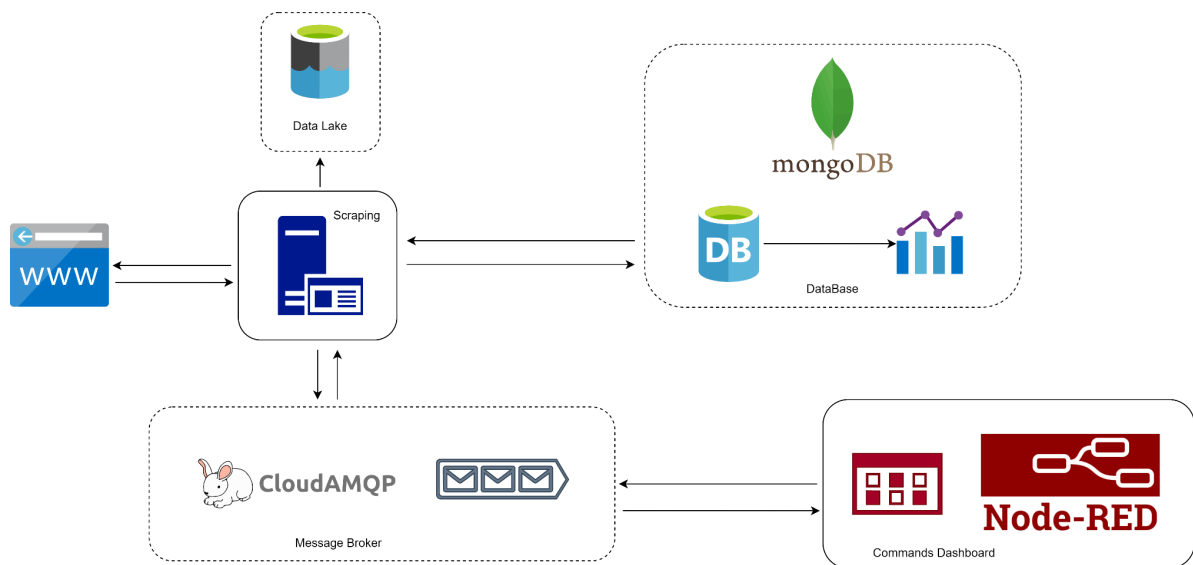 Data Lake
mongoDB
Scraping
WWW
DB
DataBase
CloudAMQP
Message Broker
Node-RED
Commands Dashboard